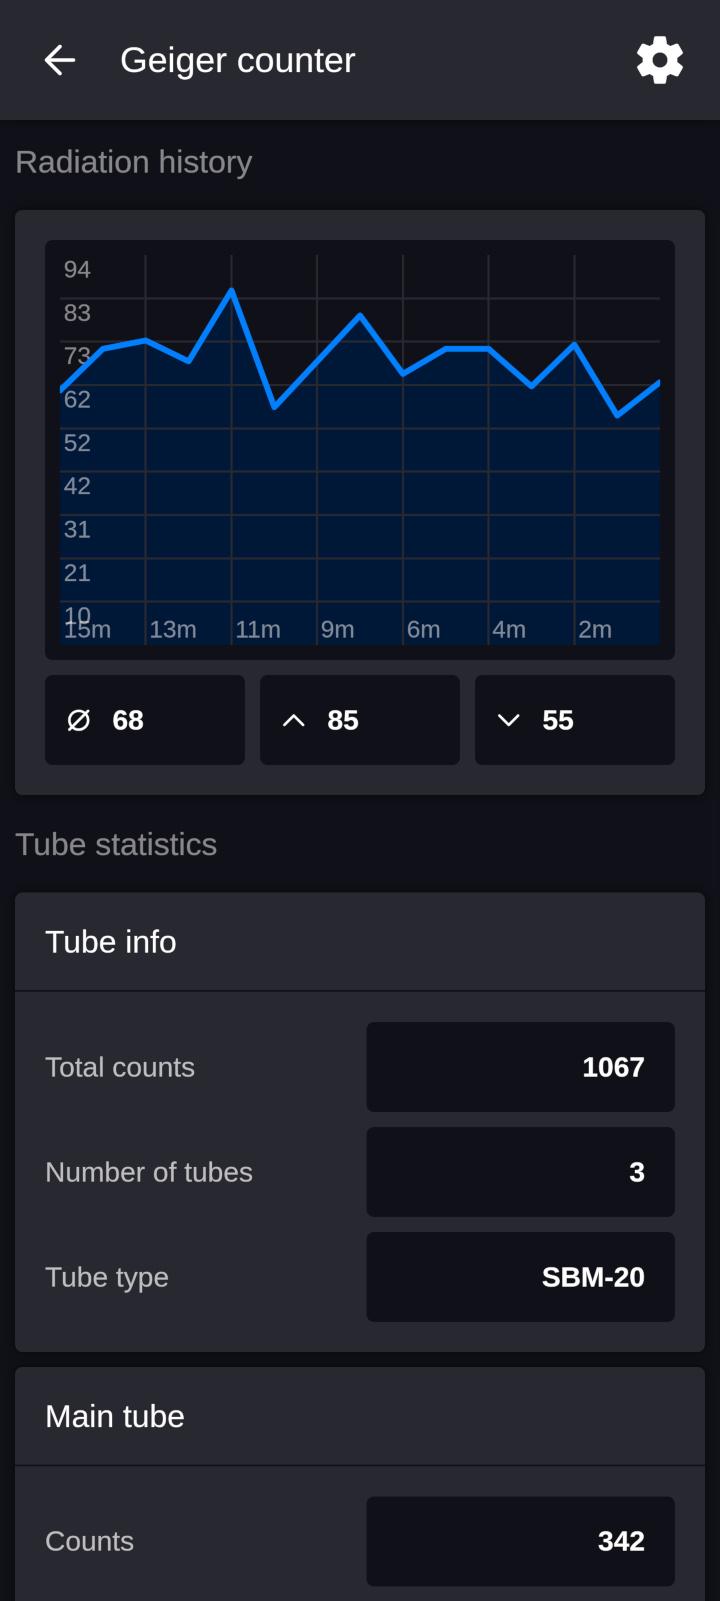 Geiger counter
Radiation history
94
83
73
62
52
42
31
21
10
15m 13m 11m 9m 6m 4m 2m
68 85 55
Tube statistics
Tube info
Total counts 1067
Number of tubes 3
Tube type SBM-20
Main tube
Counts 342